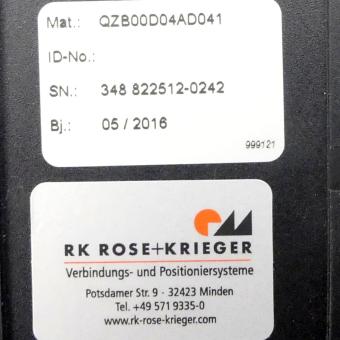 Mat.: QZB00D04AD041
ID-No.:
SN.: 348 822512-0242
Bj.: 05 / 2016
999121
RK ROSE+KRIEGER
Verbindungs- und Positioniersysteme
Potsdamer Str. 9 · 32423 Minden
Tel. +49 571 9335-0
www.rk-rose-krieger.com